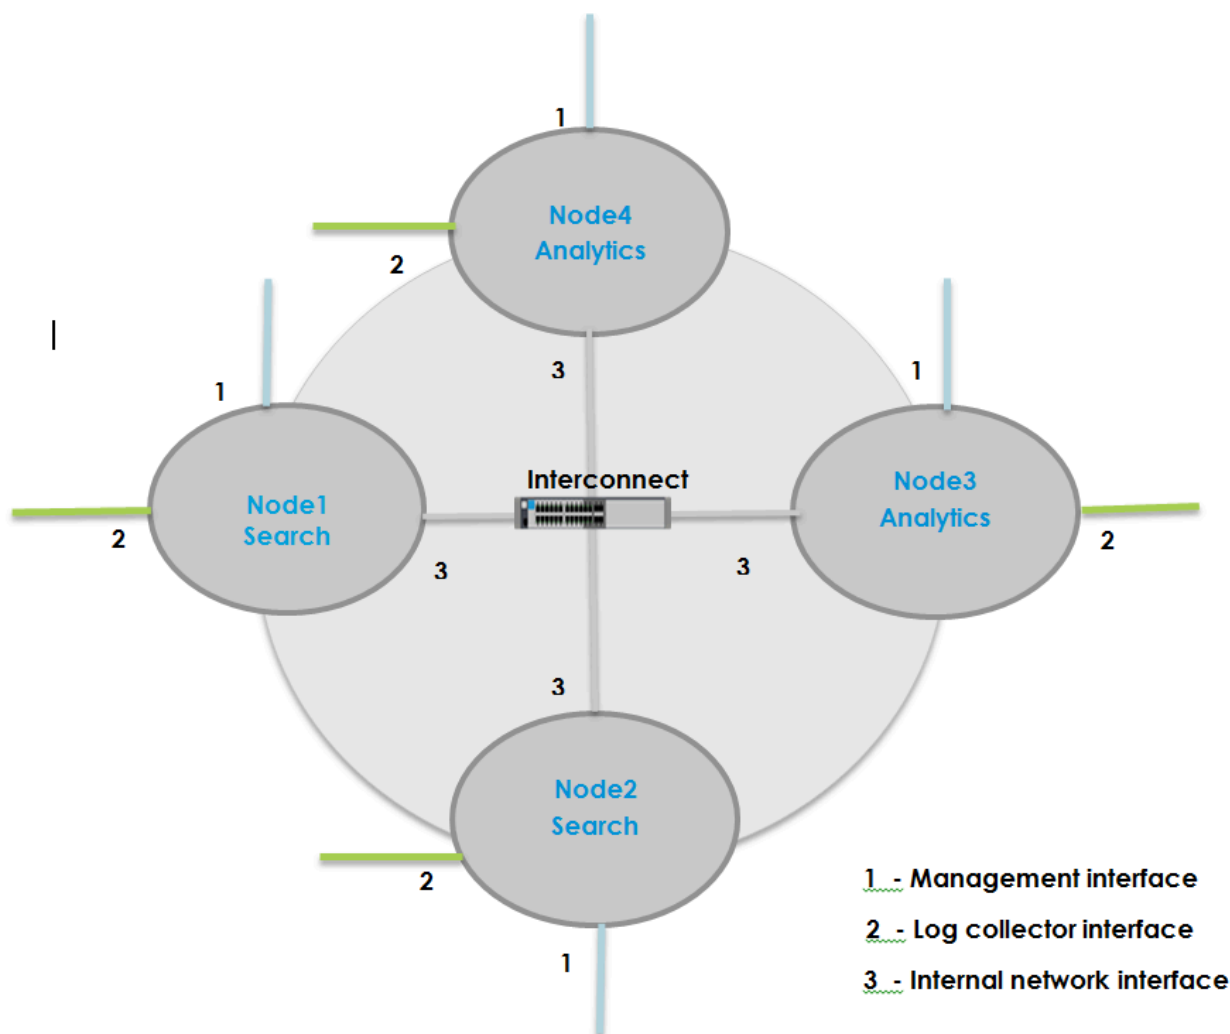 1
Node4
Analytics
2
3
1
1
Interconnect
Node1
Search
Node3
Analytics
2
2
3
3
3
Node2
Search
2
1
1 - Management interface
2 - Log collector interface
3 - Internal network interface